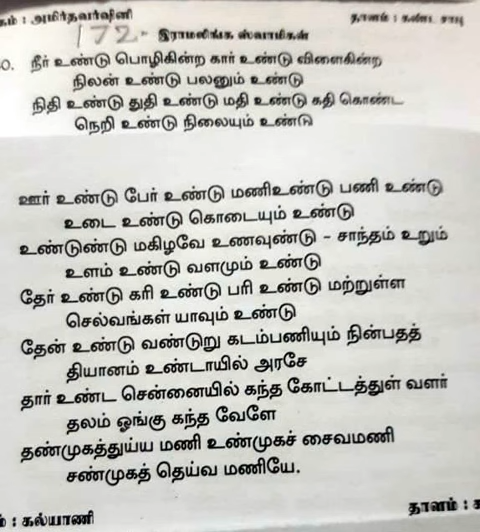 கம் : அமிர்தவர்ஷினி தாளம் : கண்ட சாபு
172 - இராமலிங்க ஸ்வாமிகள்
0. நீர் உண்டு பொழிகின்ற கார் உண்டு விளைகின்ற
நிலன் உண்டு பலனும் உண்டு
நிதி உண்டு துதி உண்டு மதி உண்டு கதி கொண்ட
நெறி உண்டு நிலையும் உண்டு
ஊர் உண்டு பேர் உண்டு மணிஉண்டு பணி உண்டு
உடை உண்டு கொடையும் உண்டு
உண்டுண்டு மகிழவே உணவுண்டு - சாந்தம் உறும்
உளம் உண்டு வளமும் உண்டு
தேர் உண்டு கரி உண்டு பரி உண்டு மற்றுள்ள
செல்வங்கள் யாவும் உண்டு
தேன் உண்டு வண்டுறு கடம்பணியும் நின்பதத்
தியானம் உண்டாயில் அரசே
தார் உண்ட சென்னையில் கந்த கோட்டத்துள் வளர்
தலம் ஓங்கு கந்த வேளே
தண்முகத்துய்ய மணி உண்முகச் சைவமணி
சண்முகத் தெய்வ மணியே.
ம் : கல்யாணி தாளம் :